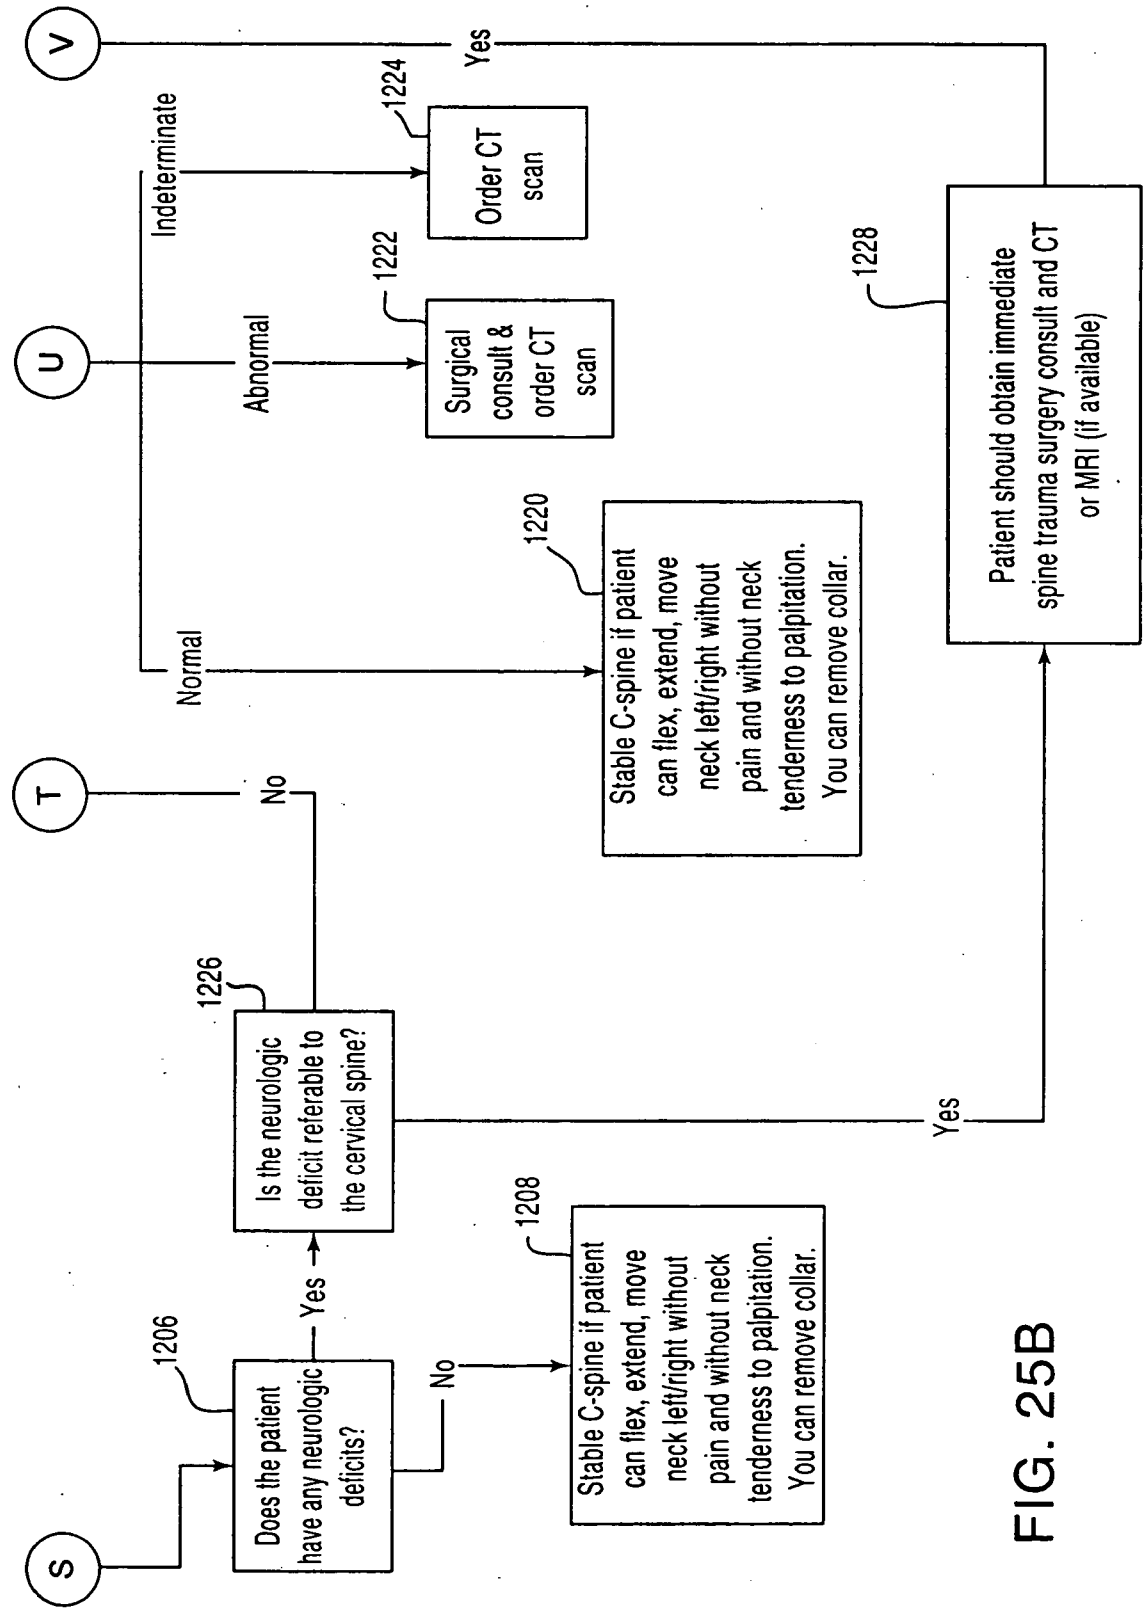 S
T
U
V
1206
Does the patient
have any neurologic
deficits?
Yes
No
1208
Stable C-spine if patient
can flex, extend, move
neck left/right without
pain and without neck
tenderness to palpitation.
You can remove collar.
1226
Is the neurologic
deficit referable to
the cervical spine?
No
Yes
Normal
Abnormal
Indeterminate
1220
Stable C-spine if patient
can flex, extend, move
neck left/right without
pain and without neck
tenderness to palpitation.
You can remove collar.
1222
Surgical
consult &
order CT
scan
1224
Order CT
scan
Yes
1228
Patient should obtain immediate
spine trauma surgery consult and CT
or MRI (if available)
FIG. 25B